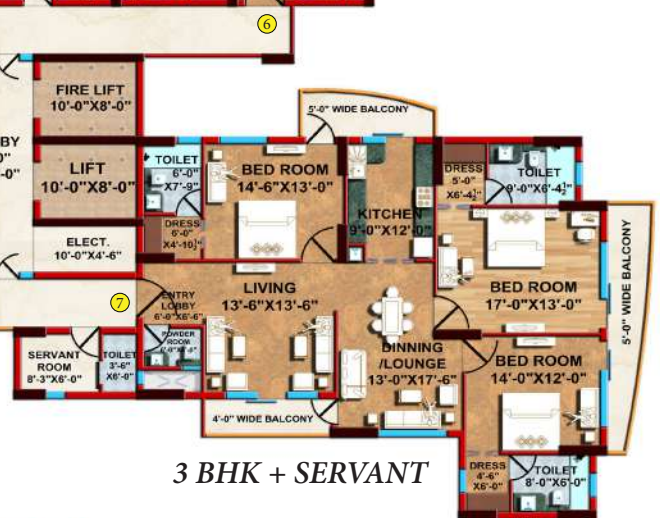 6
5'-0" WIDE BALCONY
FIRE LIFT
10'-0"X8'-0"
BY
0"
-0"
LIFT
10'-0"X8'-0"
TOILET
6'-0"
X7'-9"
BED ROOM
14'-6"X13'-0"
DRESS
5'-0"
X6'-4½"
TOILET
9'-0"X6'-4½"
KITCHEN
9'-0"X12'-0"
DRESS
6'-0"
X4'-10½"
ELECT.
10'-0"X4'-6"
5'-0" WIDE BALCONY
7
ENTRY
LOBBY
6'-0"X6'-6"
LIVING
13'-6"X13'-6"
BED ROOM
17'-0"X13'-0"
POWDER
ROOM
DINNING
/LOUNGE
13'-0"X17'-6"
SERVANT
ROOM
8'-3"X6'-0"
TOILET
3'-6"
X6'-0"
BED ROOM
14'-0"X12'-0"
4'-0" WIDE BALCONY
3 BHK + SERVANT
DRESS
4'-6"
X6'-0"
TOILET
8'-0"X6'-0"